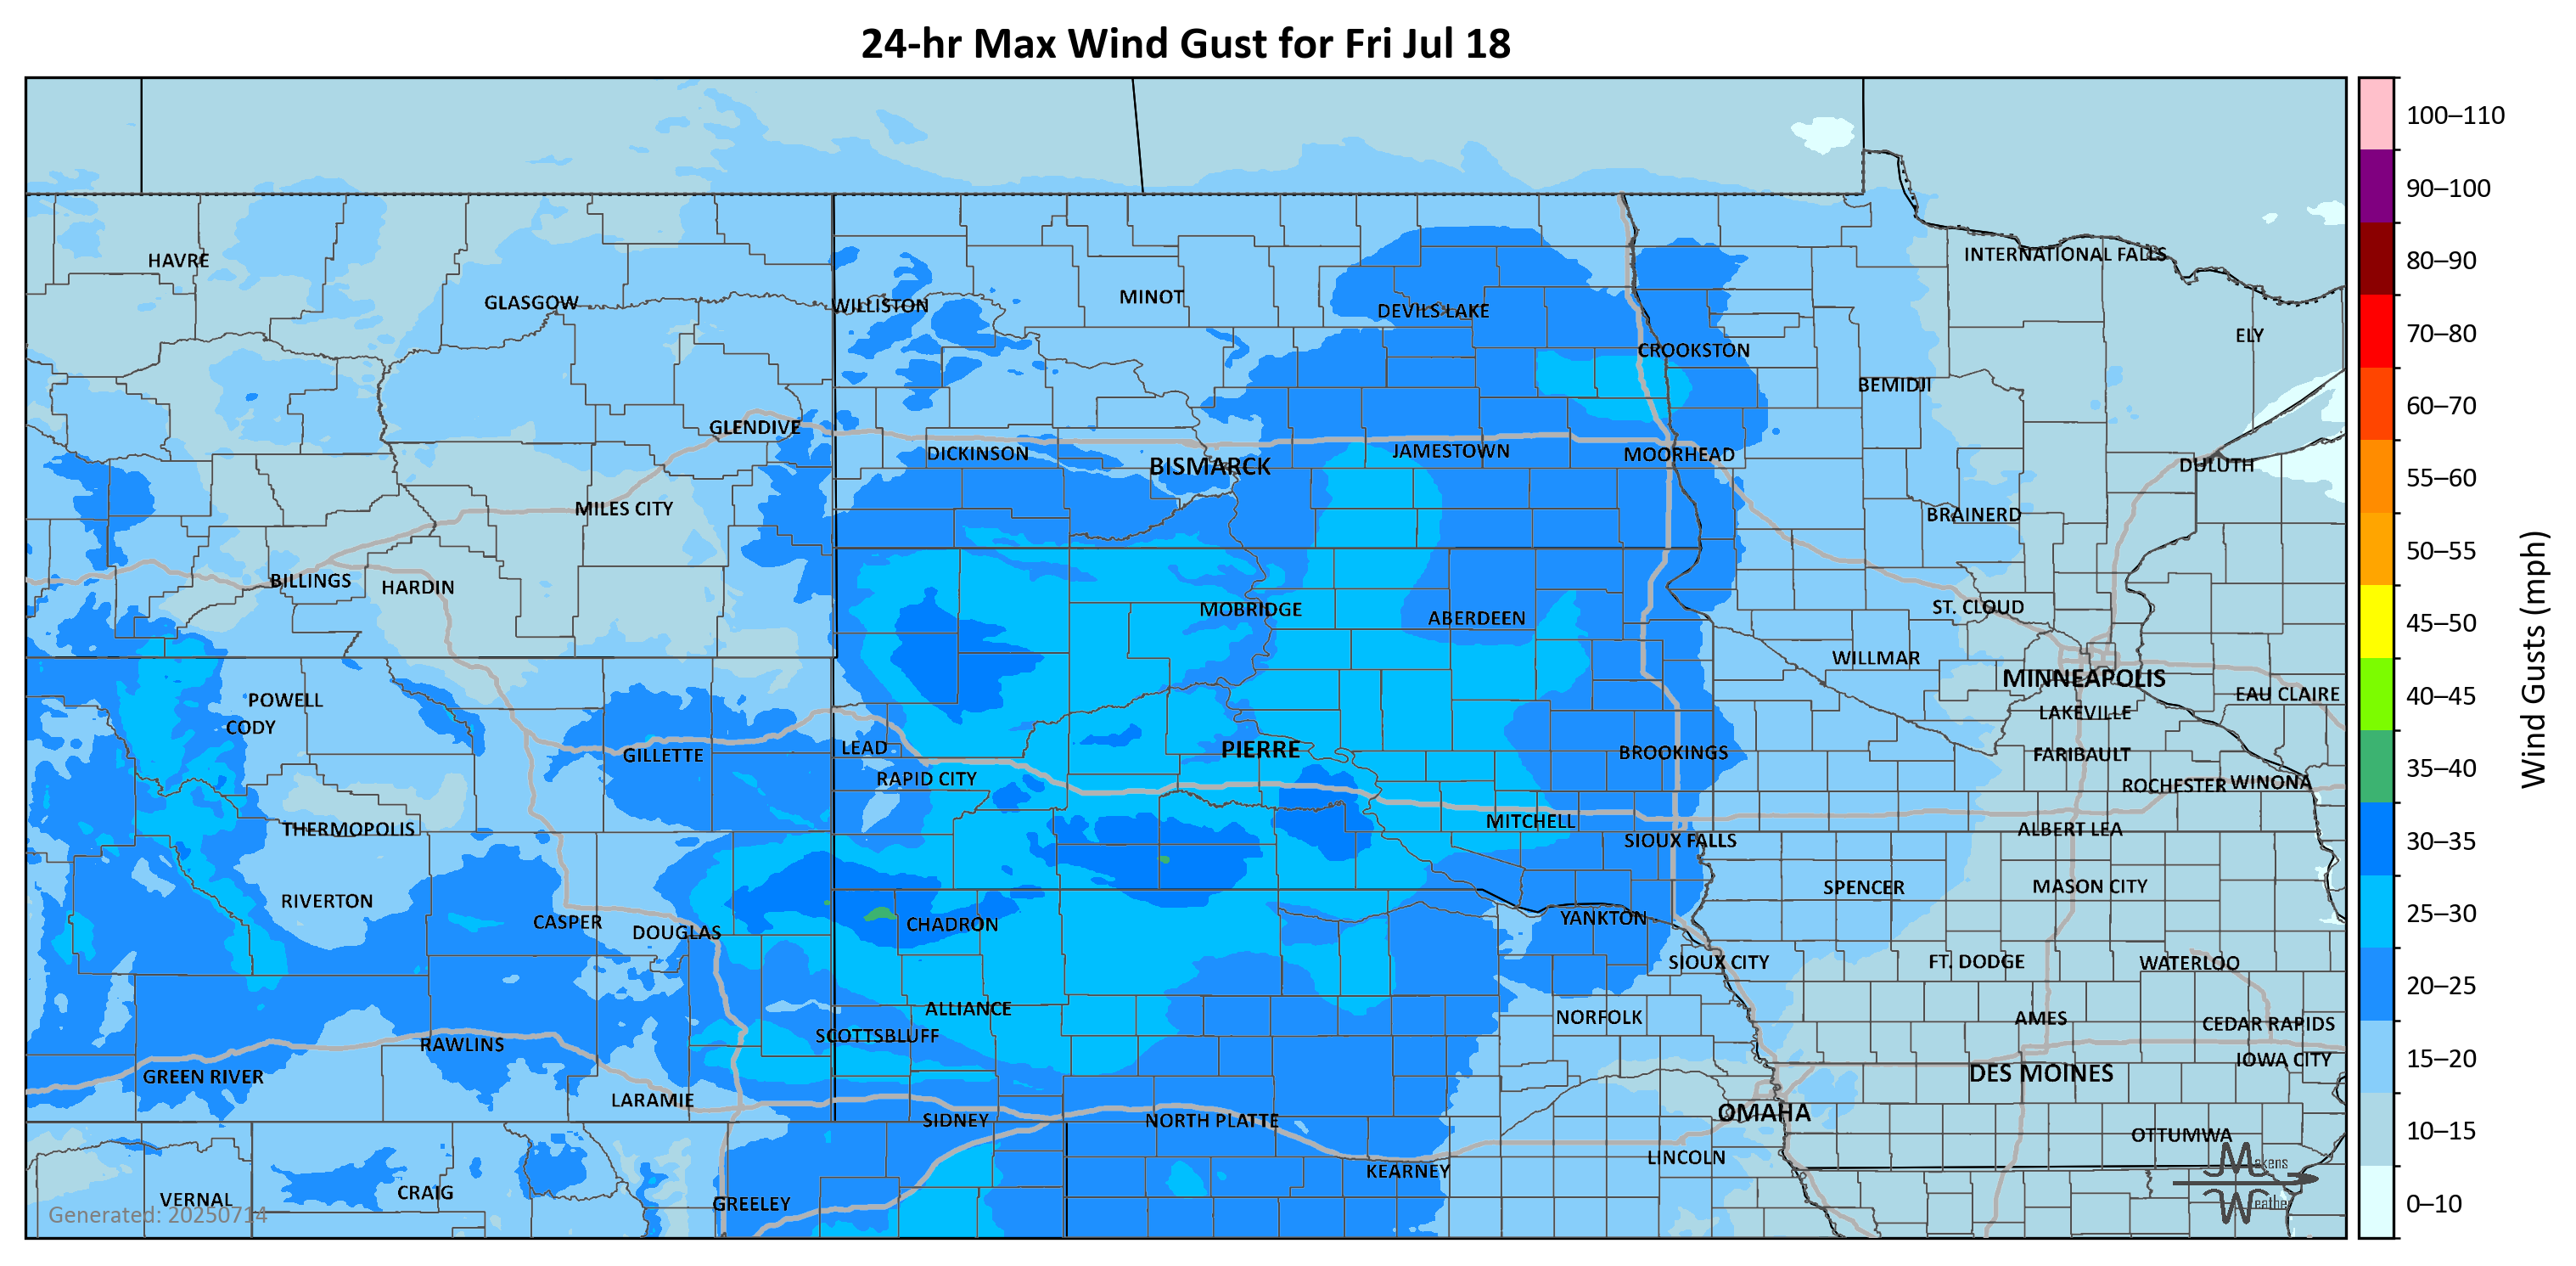 24-hr Max Wind Gust for Fri Jul 18
100–110
90–100
80–90
70–80
60–70
55–60
50–55
45–50
40–45
35–40
30–35
25–30
20–25
15–20
10–15
0–10
Wind Gusts (mph)
HAVRE
INTERNATIONAL FALLS
GLASGOW
WILLISTON
MINOT
DEVILS LAKE
ELY
CROOKSTON
BEMIDJI
GLENDIVE
DICKINSON
BISMARCK
JAMESTOWN
MOORHEAD
DULUTH
MILES CITY
BRAINERD
BILLINGS
HARDIN
MOBRIDGE
ABERDEEN
ST. CLOUD
WILLMAR
MINNEAPOLIS
EAU CLAIRE
POWELL
CODY
LAKEVILLE
GILLETTE
LEAD
PIERRE
BROOKINGS
FARIBAULT
RAPID CITY
ROCHESTER
WINONA
THERMOPOLIS
MITCHELL
SIOUX FALLS
ALBERT LEA
RIVERTON
SPENCER
MASON CITY
CASPER
DOUGLAS
CHADRON
YANKTON
SIOUX CITY
FT. DODGE
WATERLOO
ALLIANCE
NORFOLK
AMES
CEDAR RAPIDS
SCOTTSBLUFF
RAWLINS
IOWA CITY
GREEN RIVER
DES MOINES
LARAMIE
SIDNEY
NORTH PLATTE
OMAHA
OTTUMWA
KEARNEY
LINCOLN
VERNAL
CRAIG
GREELEY
Generated: 20250714
Makens
Weather